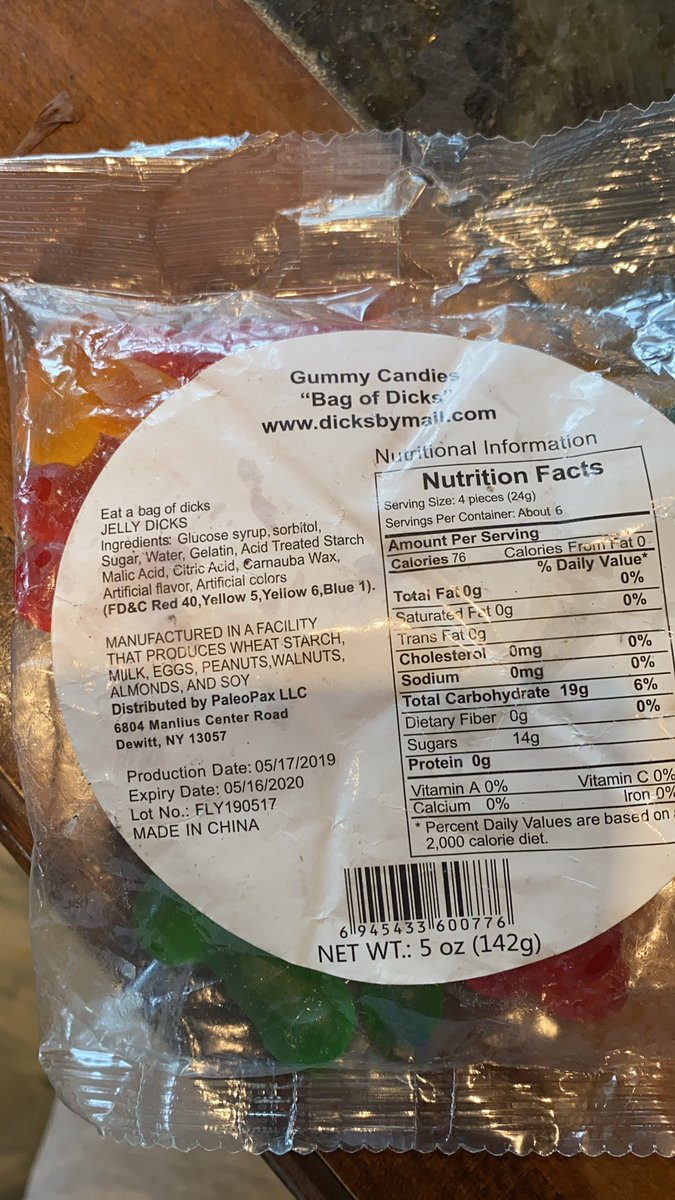 Gummy Candies
"Bag of Dicks"
www.dicksbymail.com
Eat a bag of dicks
JELLY DICKS
Ingredients: Glucose syrup, sorbitol,
Sugar, Water, Gelatin, Acid Treated Starch
Malic Acid, Citric Acid, Carnauba Wax,
Artificial flavor, Artificial colors
(FD&C Red 40,Yellow 5,Yellow 6,Blue 1).
MANUFACTURED IN A FACILITY
THAT PRODUCES WHEAT STARCH,
MILK, EGGS, PEANUTS,WALNUTS,
ALMONDS, AND SOY
Distributed by PaleoPax LLC
6804 Manlius Center Road
Dewitt, NY 13057
Production Date: 05/17/2019
Expiry Date: 05/16/2020
Lot No.: FLY190517
MADE IN CHINA
Nutritional Information
Nutrition Facts
Serving Size: 4 pieces (24g)
Servings Per Container: About 6
Amount Per Serving
Calories 76 Calories From Fat 0
% Daily Value*
Total Fat 0g 0%
Saturated Fat 0g 0%
Trans Fat 0g
Cholesterol 0mg 0%
Sodium 0mg 0%
Total Carbohydrate 19g 6%
Dietary Fiber 0g 0%
Sugars 14g
Protein 0g
Vitamin A 0% Vitamin C 0%
Calcium 0% Iron 0%
* Percent Daily Values are based on a
2,000 calorie diet.
6 945433 600776
NET WT.: 5 oz (142g)